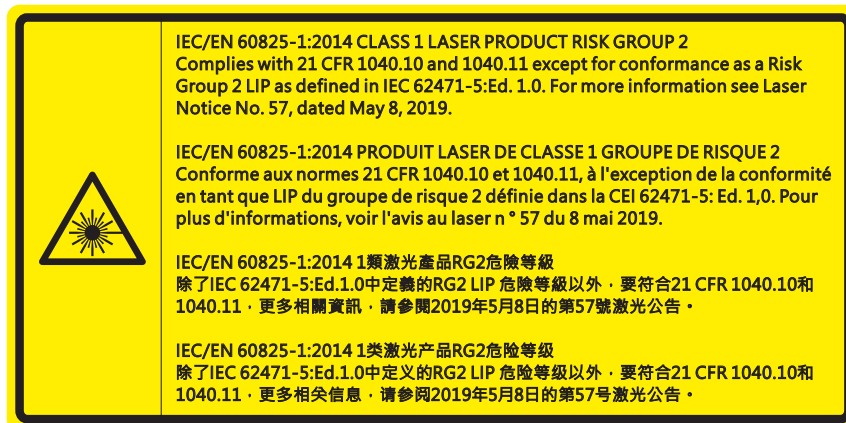 IEC/EN 60825-1:2014 CLASS 1 LASER PRODUCT RISK GROUP 2
Complies with 21 CFR 1040.10 and 1040.11 except for conformance as a Risk
Group 2 LIP as defined in IEC 62471-5:Ed. 1.0. For more information see Laser
Notice No. 57, dated May 8, 2019.
IEC/EN 60825-1:2014 PRODUIT LASER DE CLASSE 1 GROUPE DE RISQUE 2
Conforme aux normes 21 CFR 1040.10 et 1040.11, à l'exception de la conformité
en tant que LIP du groupe de risque 2 définie dans la CEI 62471-5: Ed. 1,0. Pour
plus d'informations, voir l'avis au laser n ° 57 du 8 mai 2019.
IEC/EN 60825-1:2014 1類激光產品RG2危險等級
除了IEC 62471-5:Ed.1.0中定義的RG2 LIP 危險等級以外，要符合21 CFR 1040.10和
1040.11，更多相關資訊，請參閱2019年5月8日的第57號激光公告。
IEC/EN 60825-1:2014 1类激光产品RG2危险等级
除了IEC 62471-5:Ed.1.0中定义的RG2 LIP 危险等级以外，要符合21 CFR 1040.10和
1040.11，更多相关信息，请参阅2019年5月8日的第57号激光公告。